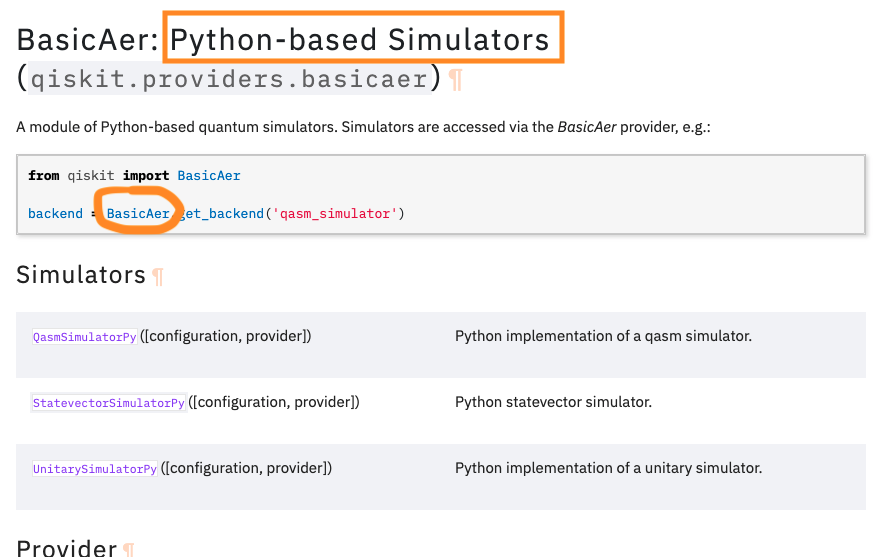 BasicAer: Python-based Simulators
(qiskit.providers.basicaer) ¶
A module of Python-based quantum simulators. Simulators are accessed via the BasicAer provider, e.g.:
from qiskit import BasicAer
backend = BasicAer.get_backend('qasm_simulator')
Simulators ¶
QasmSimulatorPy([configuration, provider]) Python implementation of a qasm simulator.
StatevectorSimulatorPy([configuration, provider]) Python statevector simulator.
UnitarySimulatorPy([configuration, provider]) Python implementation of a unitary simulator.
Provider ¶